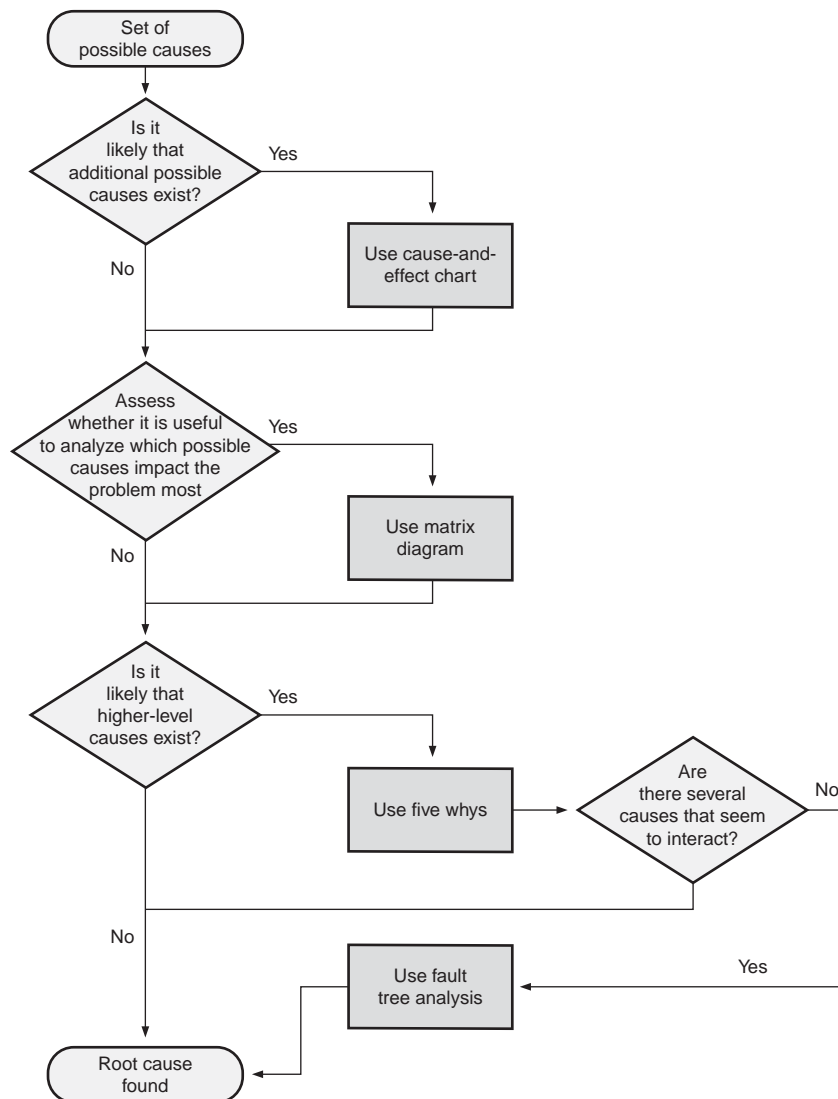 Set of
possible causes
Is it
likely that
additional possible
causes exist?
Yes
Use cause-and-
effect chart
No
Assess
whether it is useful
to analyze which possible
causes impact the
problem most
Yes
Use matrix
diagram
No
Is it
likely that
higher-level
causes exist?
Yes
Use five whys
Are
there several
causes that seem
to interact?
No
No
Use fault
tree analysis
Yes
Root cause
found